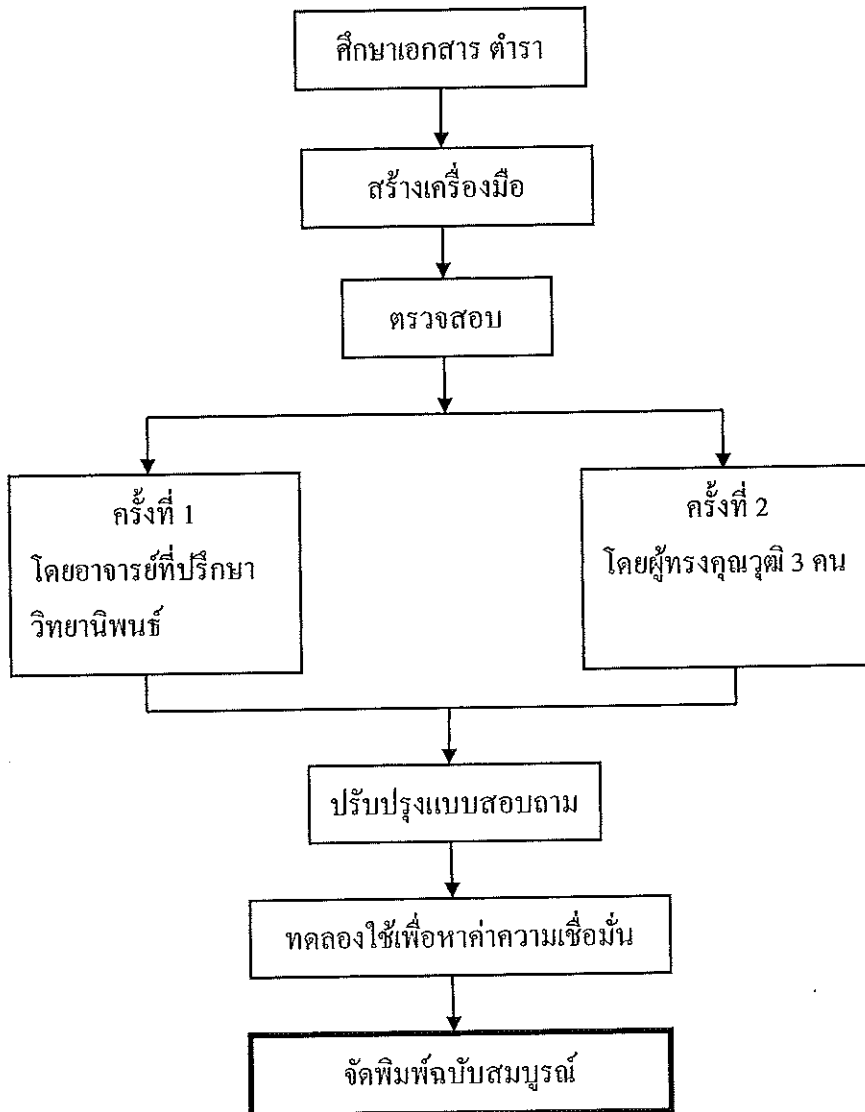 ศึกษาเอกสาร ตำรา
สร้างเครื่องมือ
ตรวจสอบ
ครั้งที่ 1
โดยอาจารย์ที่ปรึกษา
วิทยานิพนธ์
ครั้งที่ 2
โดยผู้ทรงคุณวุฒิ 3 คน
ปรับปรุงแบบสอบถาม
ทดลองใช้เพื่อหาค่าความเชื่อมั่น
จัดพิมพ์ฉบับสมบูรณ์